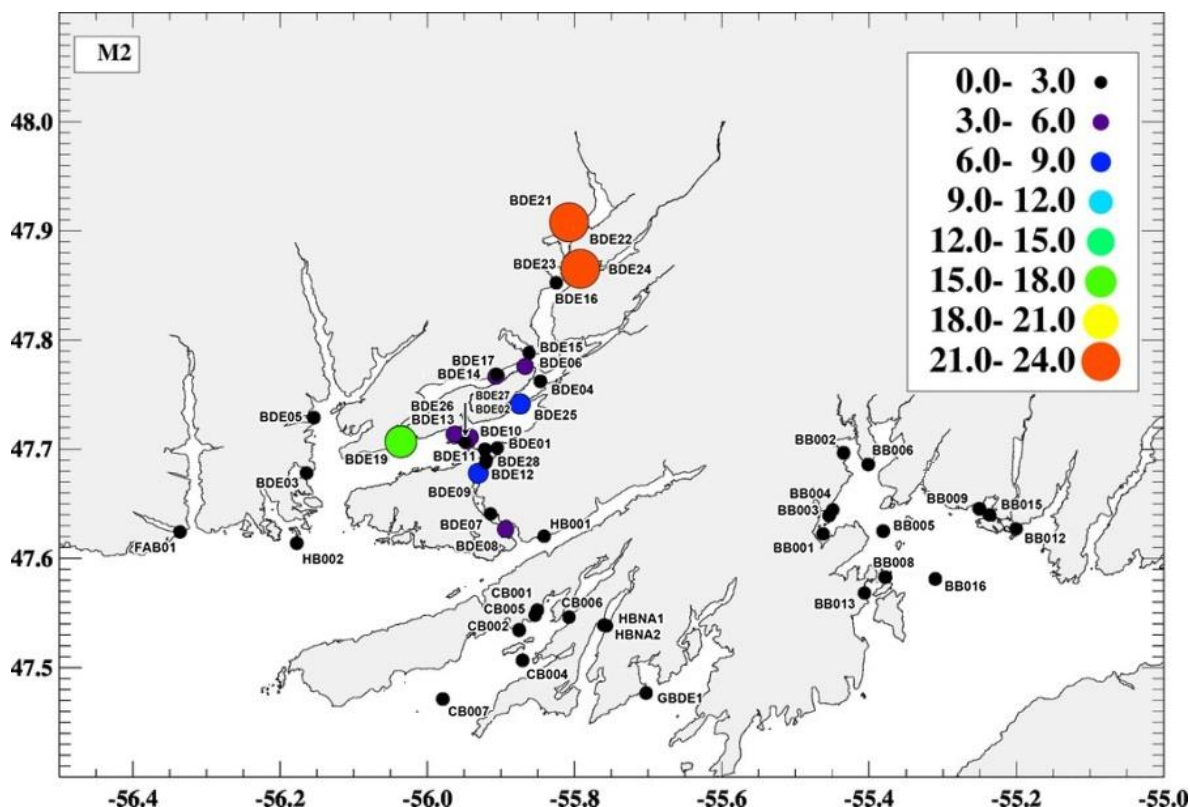 M2
0.0- 3.0
3.0- 6.0
6.0- 9.0
9.0- 12.0
12.0- 15.0
15.0- 18.0
18.0- 21.0
21.0- 24.0
48.0
47.9
47.8
47.7
47.6
47.5
BDE21
BDE22
BDE23
BDE24
BDE16
BDE15
BDE17
BDE06
BDE14
BDE04
BDE27
BDE26
BDE02
BDE25
BDE13
BDE05
BDE10
BDE01
BDE19
BDE11
BDE28
BDE12
BDE03
BDE09
BDE07
HB001
BDE08
FAB01
HB002
BB002
BB006
BB004
BB009
BB015
BB003
BB005
BB012
BB001
BB008
BB016
BB013
CB001
CB006
CB005
HBNA1
CB002
HBNA2
CB004
GBDE1
CB007
-56.4
-56.2
-56.0
-55.8
-55.6
-55.4
-55.2
-55.0